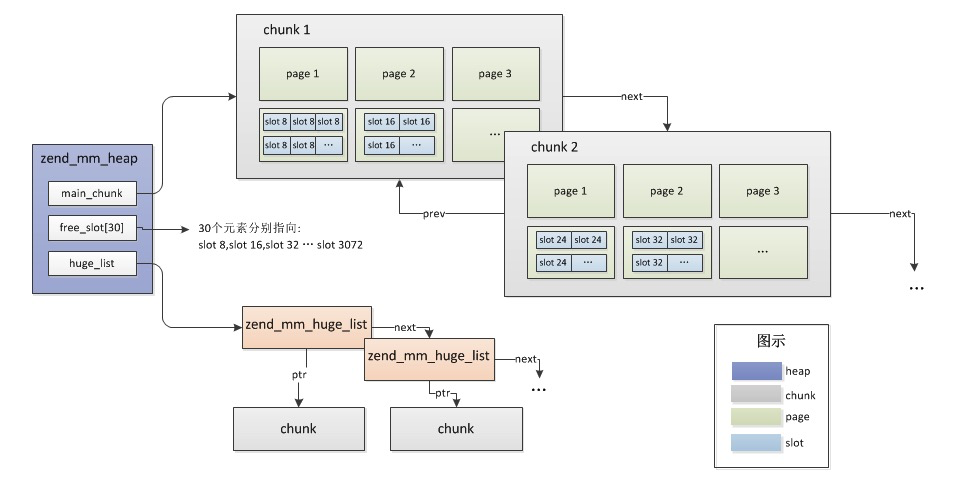 chunk 1
page 1
page 2
page 3
slot 8 slot 8 slot 8
slot 8 slot 8 ...
slot 16 slot 16
slot 16 ...
...
next
zend_mm_heap
main_chunk
free_slot[30]
huge_list
30个元素分别指向:
slot 8,slot 16,slot 32 ··· slot 3072
prev
chunk 2
page 1
page 2
page 3
slot 24 slot 24
slot 24 ...
slot 32 slot 32
slot 32 ...
...
next
...
zend_mm_huge_list
next
zend_mm_huge_list
next
...
ptr
ptr
chunk
chunk
图示
heap
chunk
page
slot